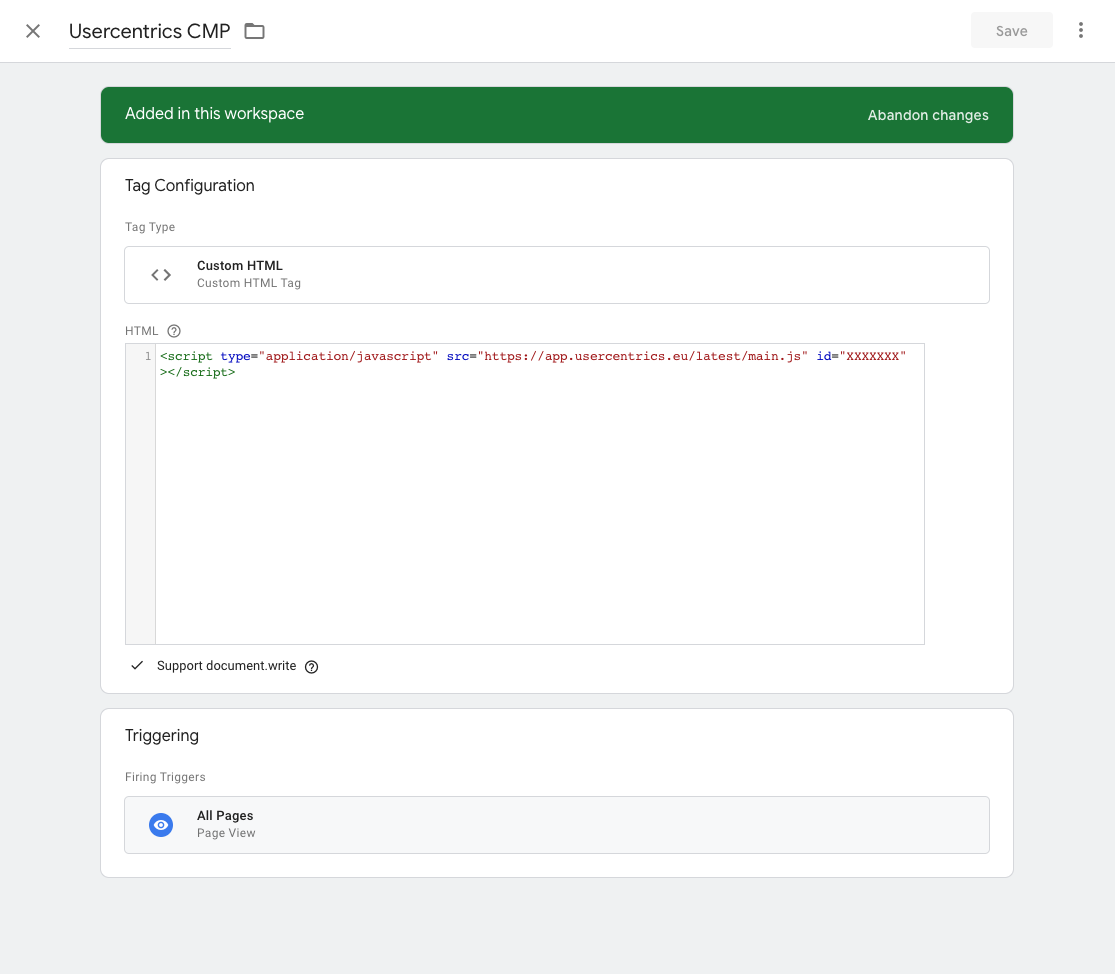 Usercentrics CMP
Save
Added in this workspace
Abandon changes
Tag Configuration
Tag Type
Custom HTML
Custom HTML Tag
HTML
1 <script type="application/javascript" src="https://app.usercentrics.eu/latest/main.js" id="XXXXXXX"
></script>
Support document.write
Triggering
Firing Triggers
All Pages
Page View